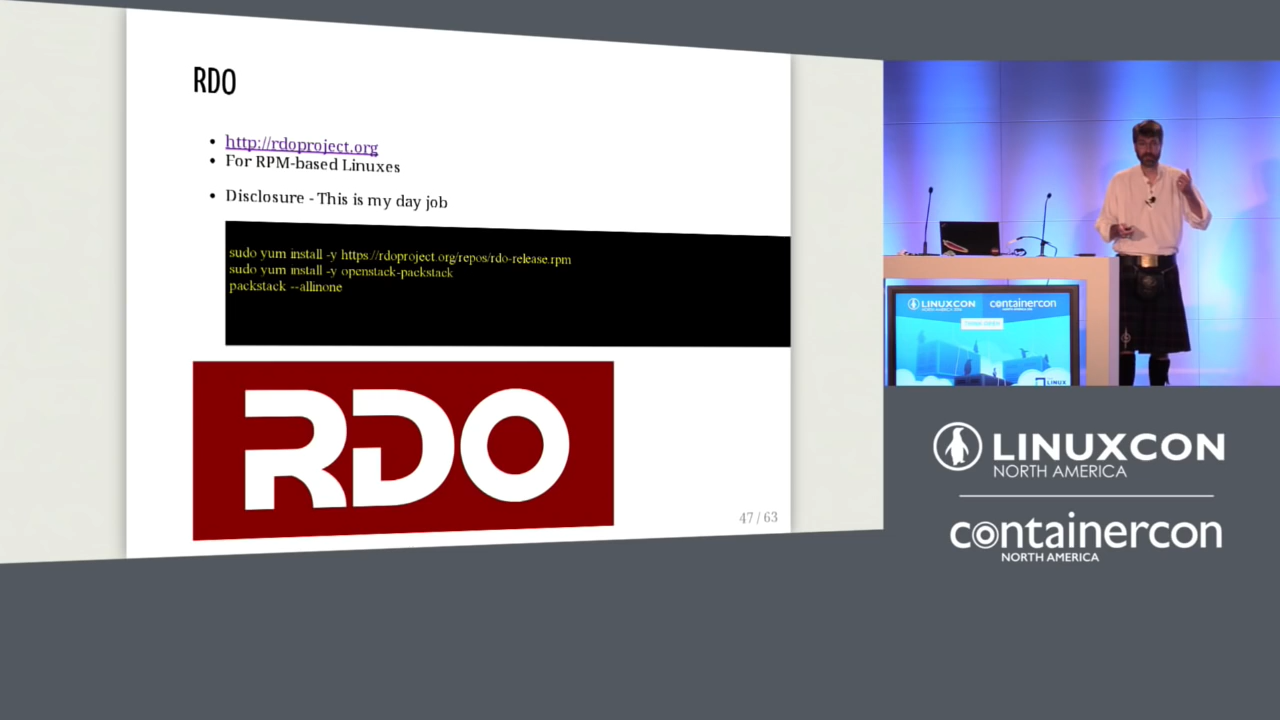 RDO
http://rdoproject.org
For RPM-based Linuxes
Disclosure - This is my day job
sudo yum install -y https://rdoproject.org/repos/rdo-release.rpm
sudo yum install -y openstack-packstack
packstack --allinone
RDO
47 / 63
LINUXCON
containercon
LINUX
LINUXCON
NORTH AMERICA
containercon
NORTH AMERICA